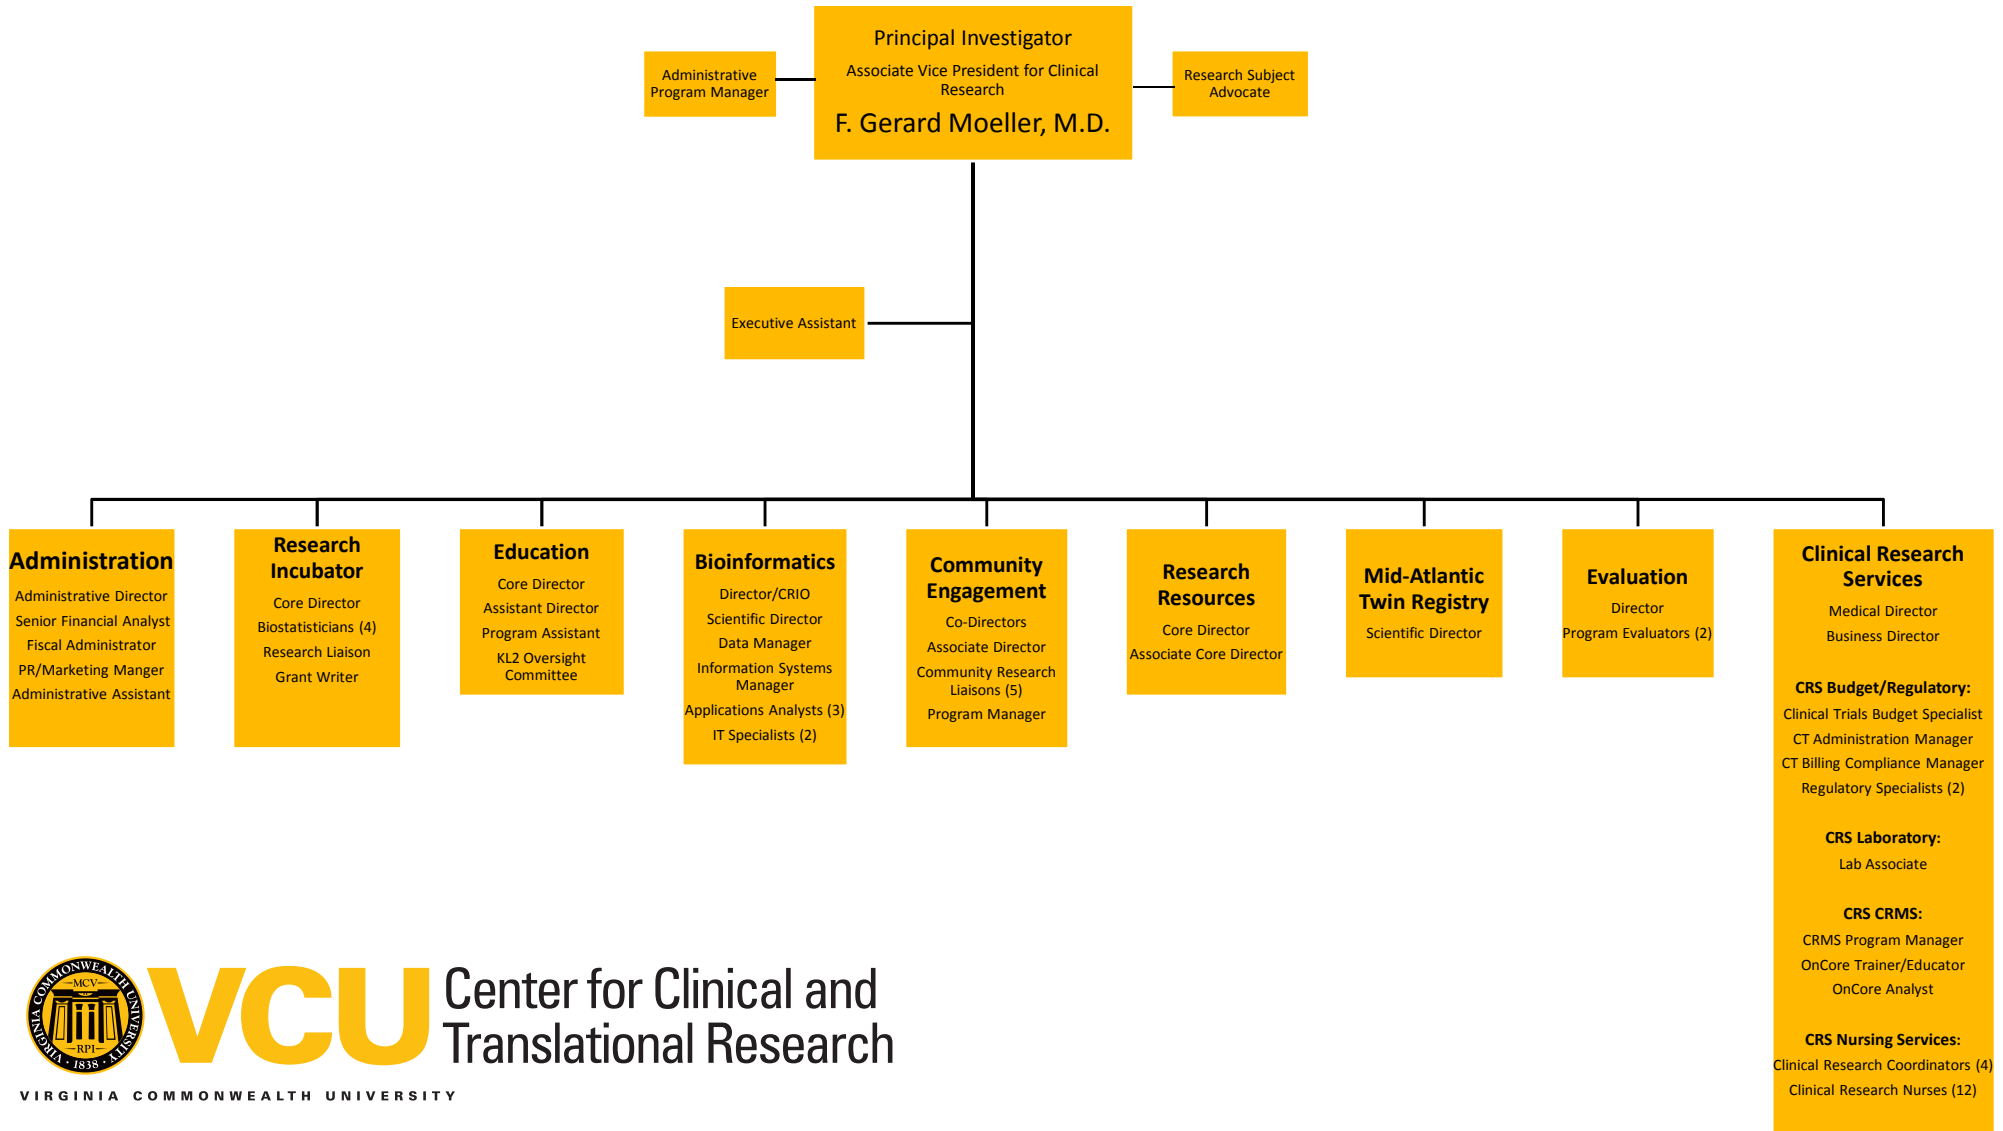 Principal Investigator
Associate Vice President for Clinical
Research
F. Gerard Moeller, M.D.
Administrative
Program Manager
Research Subject
Advocate
Executive Assistant
Administration
Administrative Director
Senior Financial Analyst
Fiscal Administrator
PR/Marketing Manger
Administrative Assistant
Research
Incubator
Core Director
Biostatisticians (4)
Research Liaison
Grant Writer
Education
Core Director
Assistant Director
Program Assistant
KL2 Oversight
Committee
Bioinformatics
Director/CRIO
Scientific Director
Data Manager
Information Systems
Manager
Applications Analysts (3)
IT Specialists (2)
Community
Engagement
Co-Directors
Associate Director
Community Research
Liaisons (5)
Program Manager
Research
Resources
Core Director
Associate Core Director
Mid-Atlantic
Twin Registry
Scientific Director
Evaluation
Director
Program Evaluators (2)
Clinical Research
Services
Medical Director
Business Director
CRS Budget/Regulatory:
Clinical Trials Budget Specialist
CT Administration Manager
CT Billing Compliance Manager
Regulatory Specialists (2)
CRS Laboratory:
Lab Associate
CRS CRMS:
CRMS Program Manager
OnCore Trainer/Educator
OnCore Analyst
CRS Nursing Services:
Clinical Research Coordinators (4)
Clinical Research Nurses (12)
VIRGINIA COMMONWEALTH UNIVERSITY
MCV
RPI
· 1838 ·
VCU
Center for Clinical and
Translational Research
VIRGINIA COMMONWEALTH UNIVERSITY